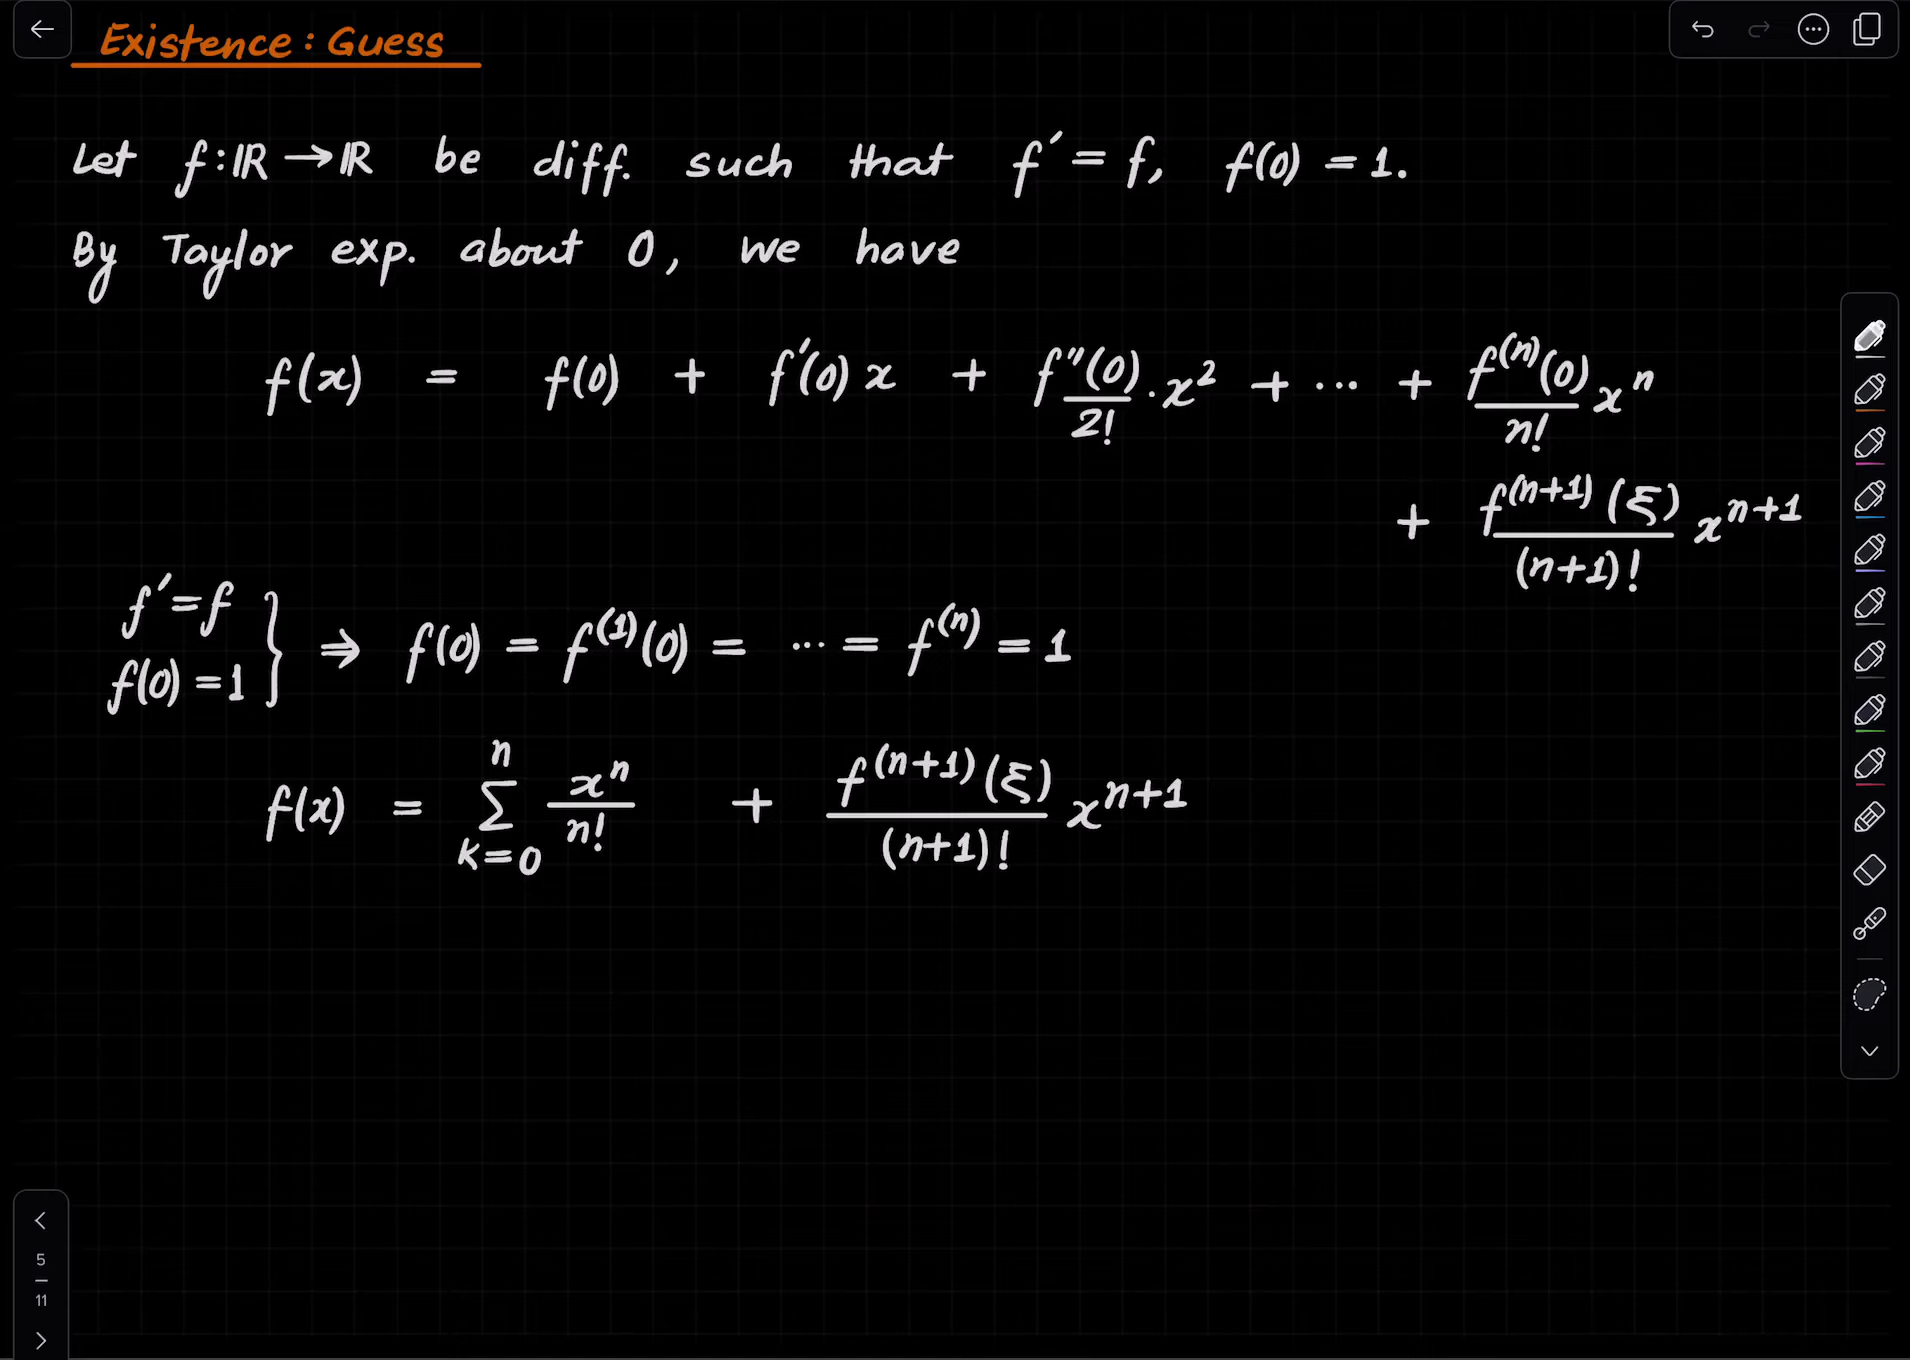 Existence: Guess
Let f: ℝ → ℝ be diff. such that f′ = f, f(0) = 1.
By Taylor exp. about 0, we have
f(x) = f(0) + f′(0) x + f″(0)/2! · x² + ··· + f⁽ⁿ⁾(0)/n! xⁿ
+ f⁽ⁿ⁺¹⁾(ξ)/(n+1)! xⁿ⁺¹
f′ = f
f(0) = 1 } ⇒ f(0) = f⁽¹⁾(0) = ··· = f⁽ⁿ⁾ = 1
f(x) = ∑_{k=0}^{n} xⁿ/n! + f⁽ⁿ⁺¹⁾(ξ)/(n+1)! xⁿ⁺¹
5
11